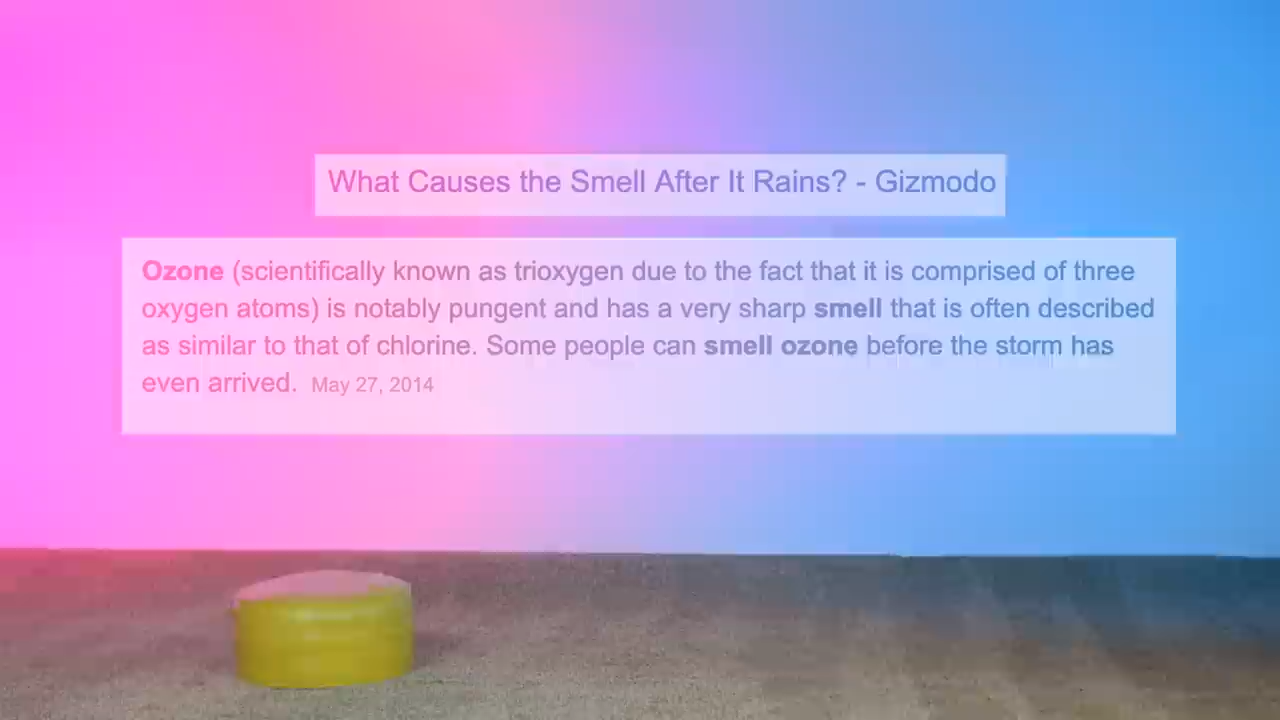 What Causes the Smell After It Rains? - Gizmodo
Ozone (scientifically known as trioxygen due to the fact that it is comprised of three
oxygen atoms) is notably pungent and has a very sharp smell that is often described
as similar to that of chlorine. Some people can smell ozone before the storm has
even arrived. May 27, 2014